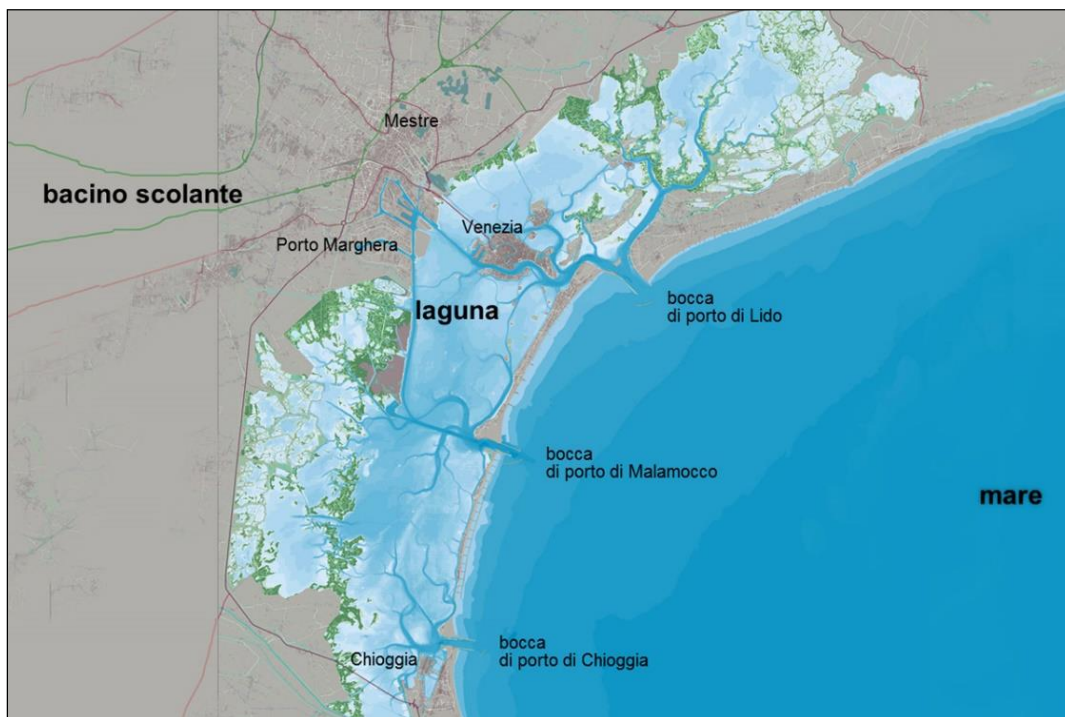 Mestre
bacino scolante
Venezia
Porto Marghera
laguna
bocca
di porto di Lido
bocca
di porto di Malamocco
mare
bocca
di porto di Chioggia
Chioggia